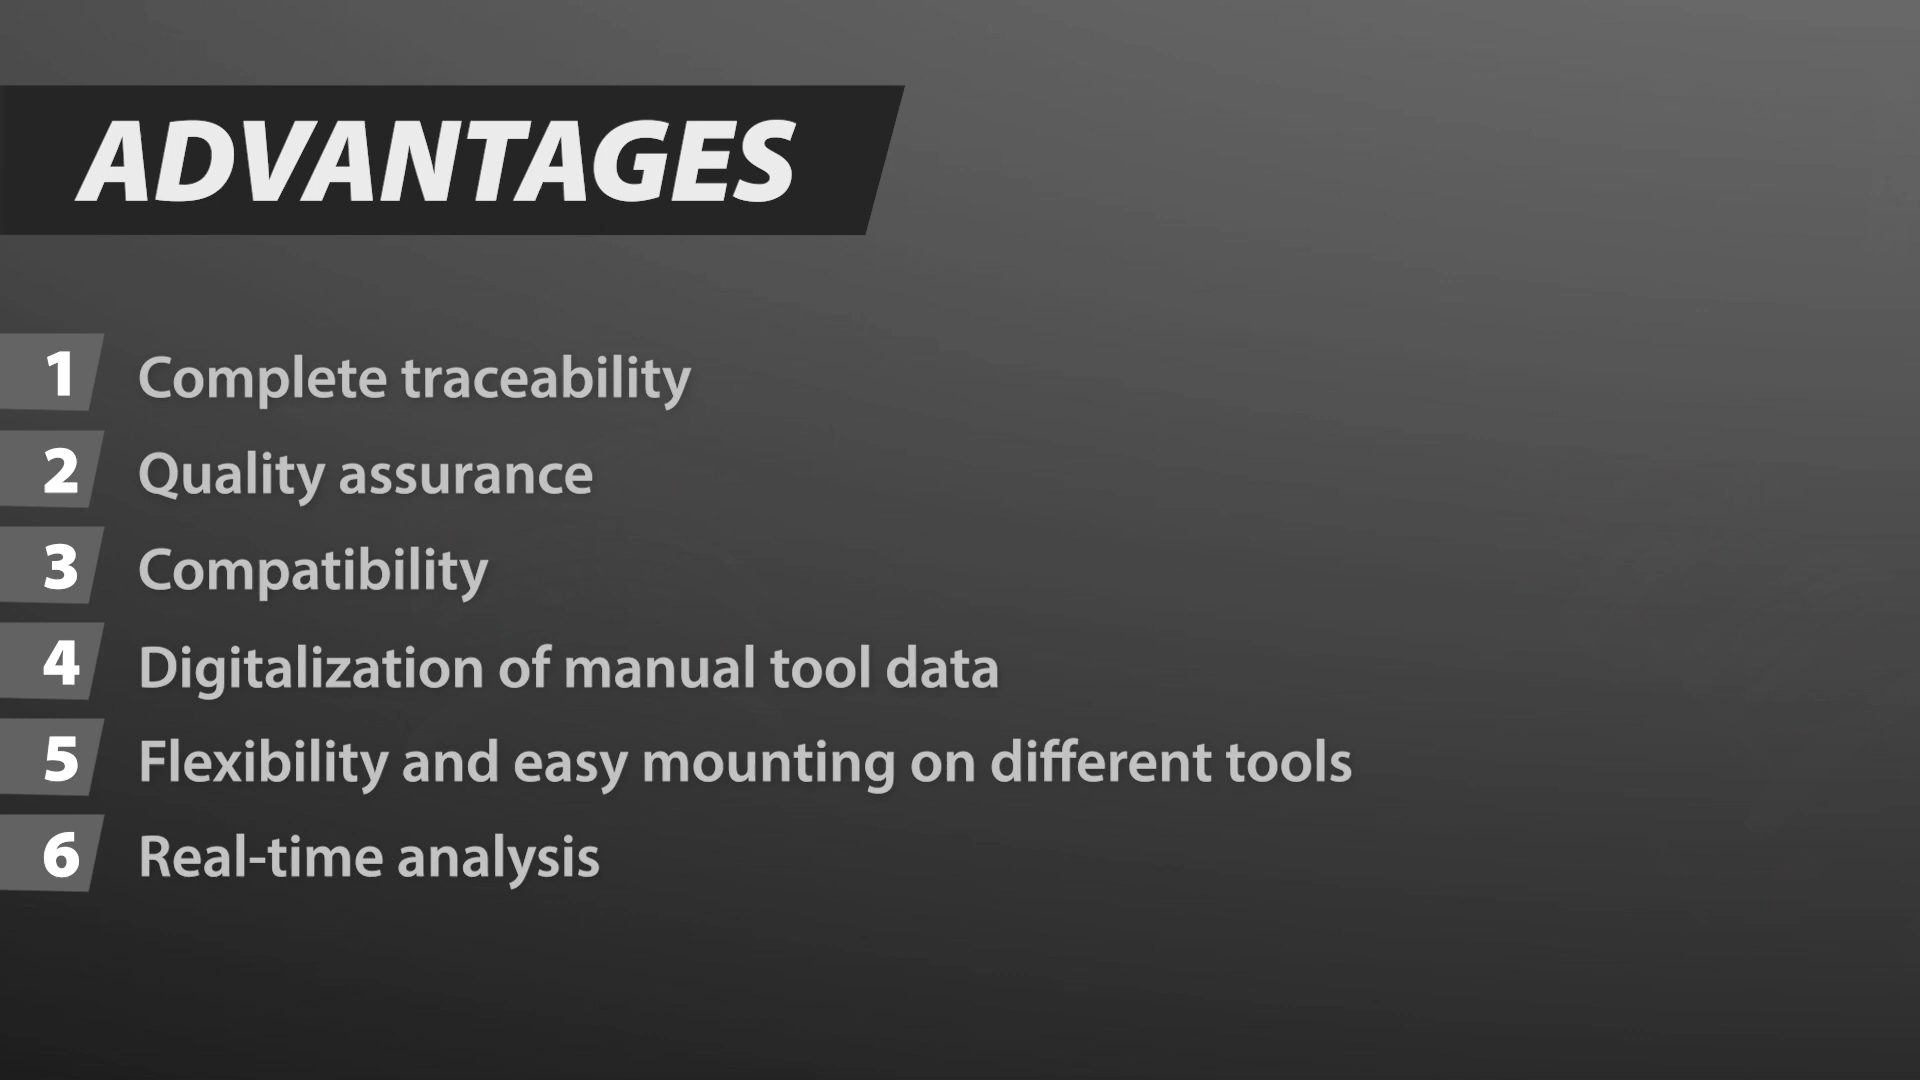 ADVANTAGES
1 Complete traceability
2 Quality assurance
3 Compatibility
4 Digitalization of manual tool data
5 Flexibility and easy mounting on different tools
6 Real-time analysis